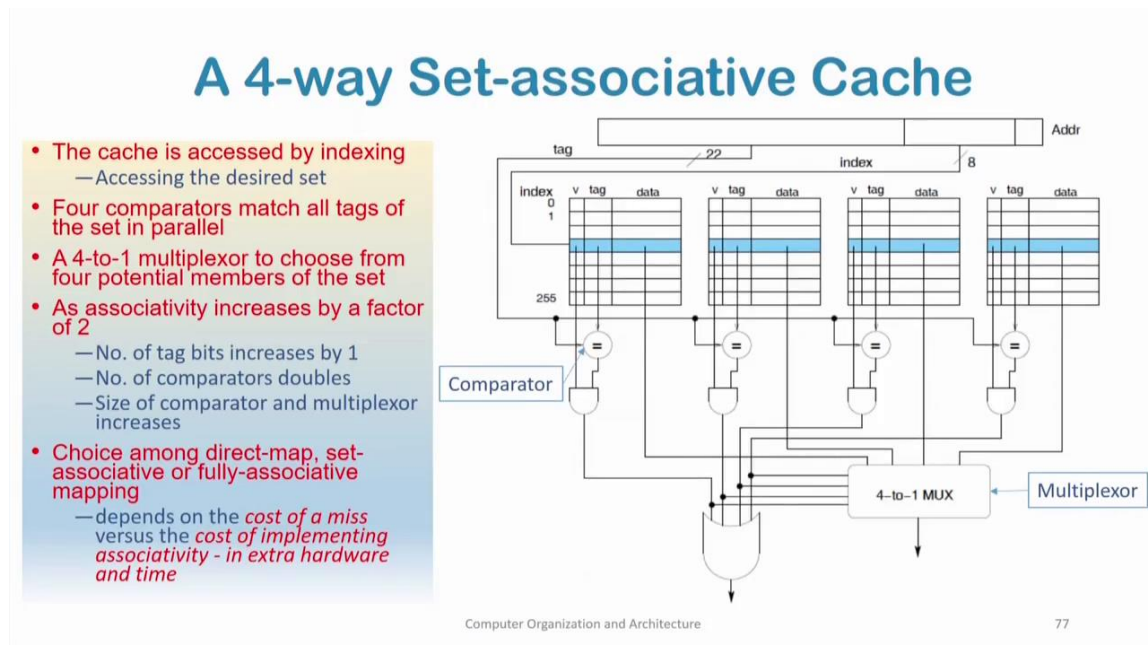 A 4-way Set-associative Cache
• The cache is accessed by indexing
—Accessing the desired set
• Four comparators match all tags of
the set in parallel
• A 4-to-1 multiplexor to choose from
four potential members of the set
• As associativity increases by a factor
of 2
—No. of tag bits increases by 1
—No. of comparators doubles
—Size of comparator and multiplexor
increases
• Choice among direct-map, set-
associative or fully-associative
mapping
—depends on the cost of a miss
versus the cost of implementing
associativity - in extra hardware
and time
Addr
tag 22
index 8
index v tag data v tag data v tag data v tag data
0
1
255
= = = =
Comparator
4-to-1 MUX
Multiplexor
Computer Organization and Architecture
77